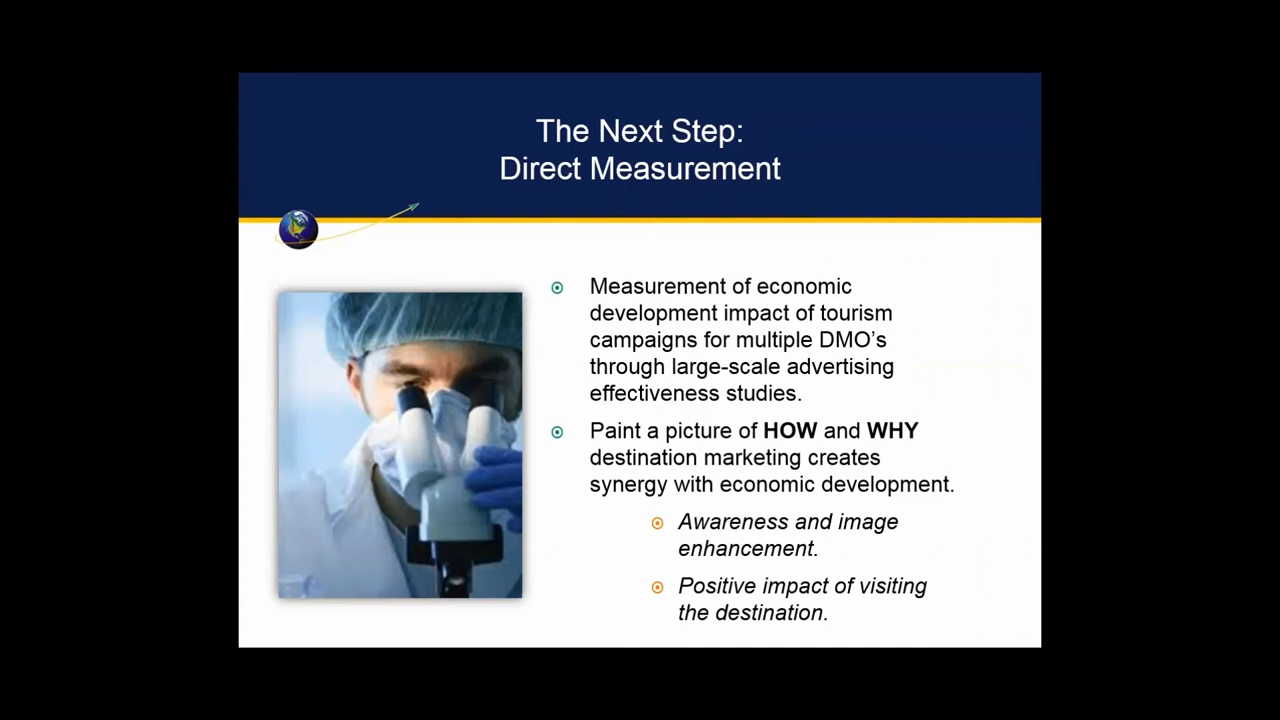 The Next Step:
Direct Measurement
Measurement of economic
development impact of tourism
campaigns for multiple DMO's
through large-scale advertising
effectiveness studies.
Paint a picture of HOW and WHY
destination marketing creates
synergy with economic development.
Awareness and image
enhancement.
Positive impact of visiting
the destination.